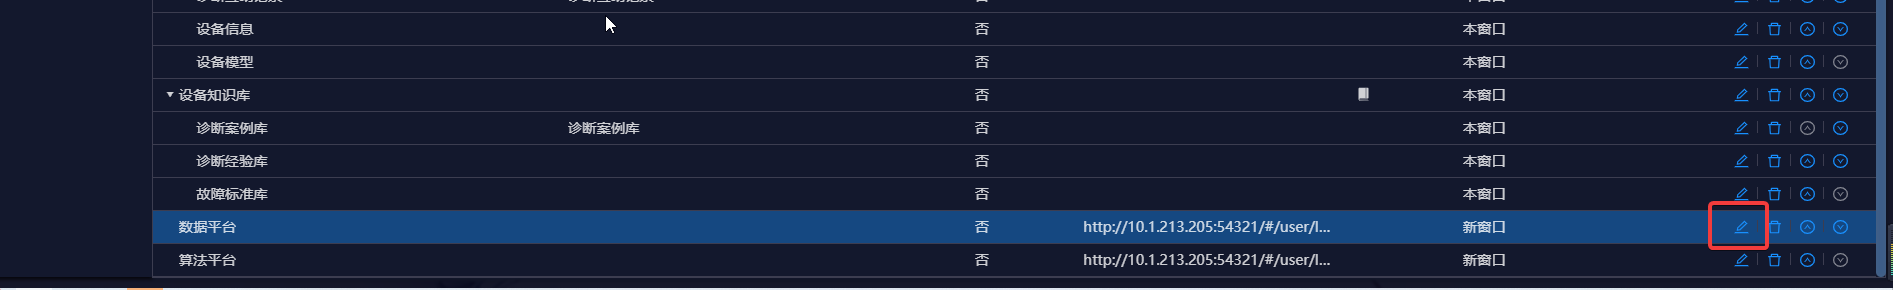 设备信息 否 本窗口
设备模型 否 本窗口
设备知识库 否 本窗口
诊断案例库 诊断案例库 否 本窗口
诊断经验库 否 本窗口
故障标准库 否 本窗口
数据平台 否 http://10.1.213.205:54321/#/user/l... 新窗口
算法平台 否 http://10.1.213.205:54321/#/user/l... 新窗口